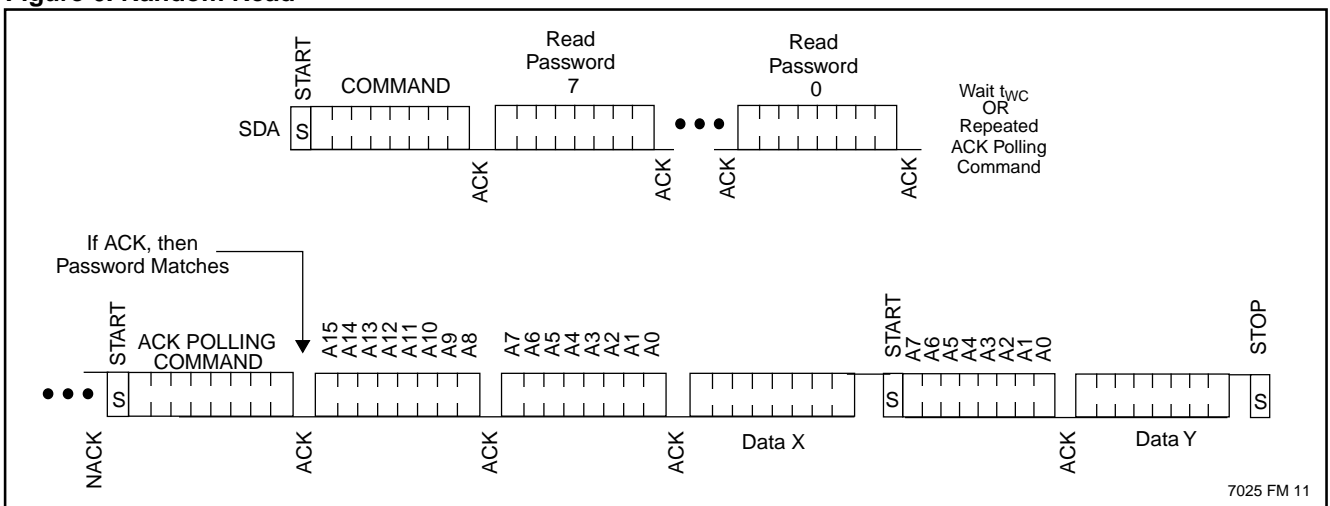 Figure 6. Random Read
START
COMMAND
Read
Password
7
Read
Password
0
Wait tWC
OR
Repeated
ACK Polling
Command
SDA
S
ACK
ACK
ACK
ACK
If ACK, then
Password Matches
START
ACK POLLING
COMMAND
A15
A14
A13
A12
A11
A10
A9
A8
A7
A6
A5
A4
A3
A2
A1
A0
START
A7
A6
A5
A4
A3
A2
A1
A0
STOP
S
S
S
NACK
ACK
ACK
ACK
Data X
ACK
Data Y
7025 FM 11